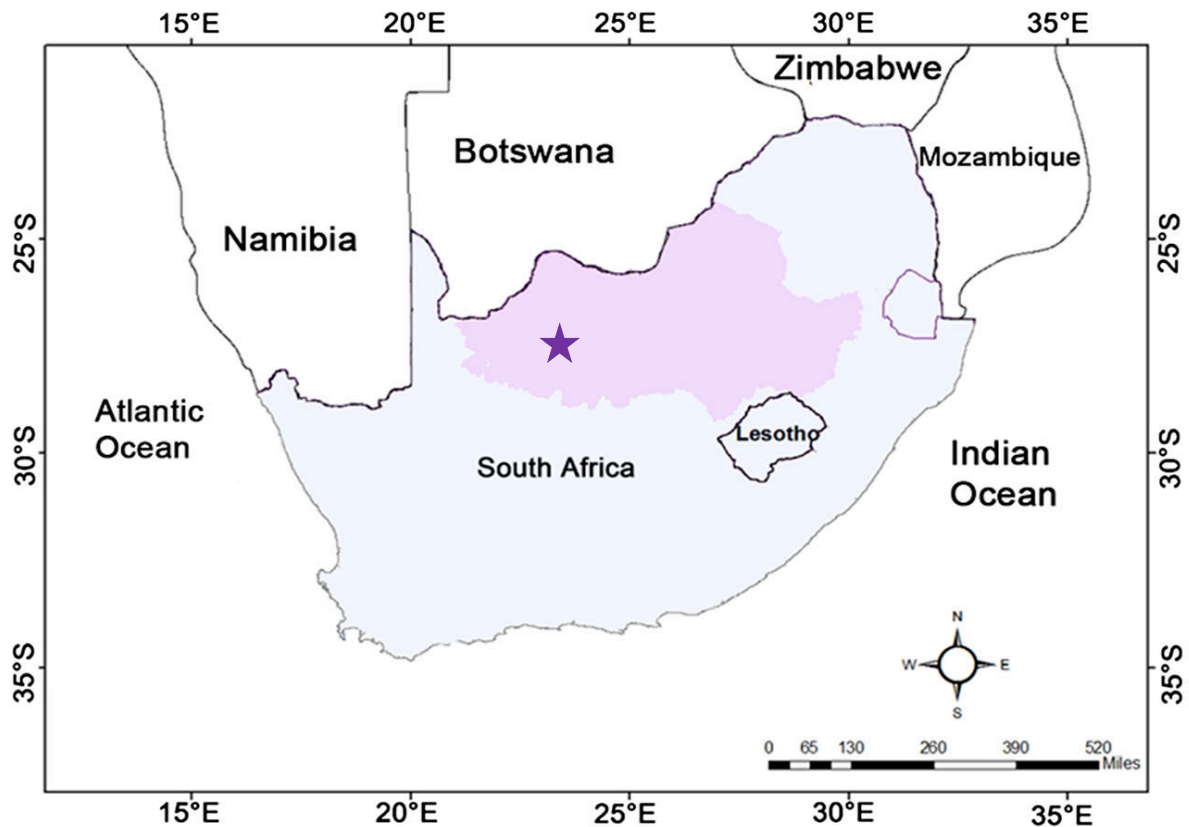 15°E 20°E 25°E 30°E 35°E
Zimbabwe
Botswana
Mozambique
Namibia
25°S
25°S
Atlantic
Ocean
Lesotho
South Africa
Indian
Ocean
30°S
30°S
N
W E
S
35°S
35°S
0 65 130 260 390 520
Miles
15°E 20°E 25°E 30°E 35°E